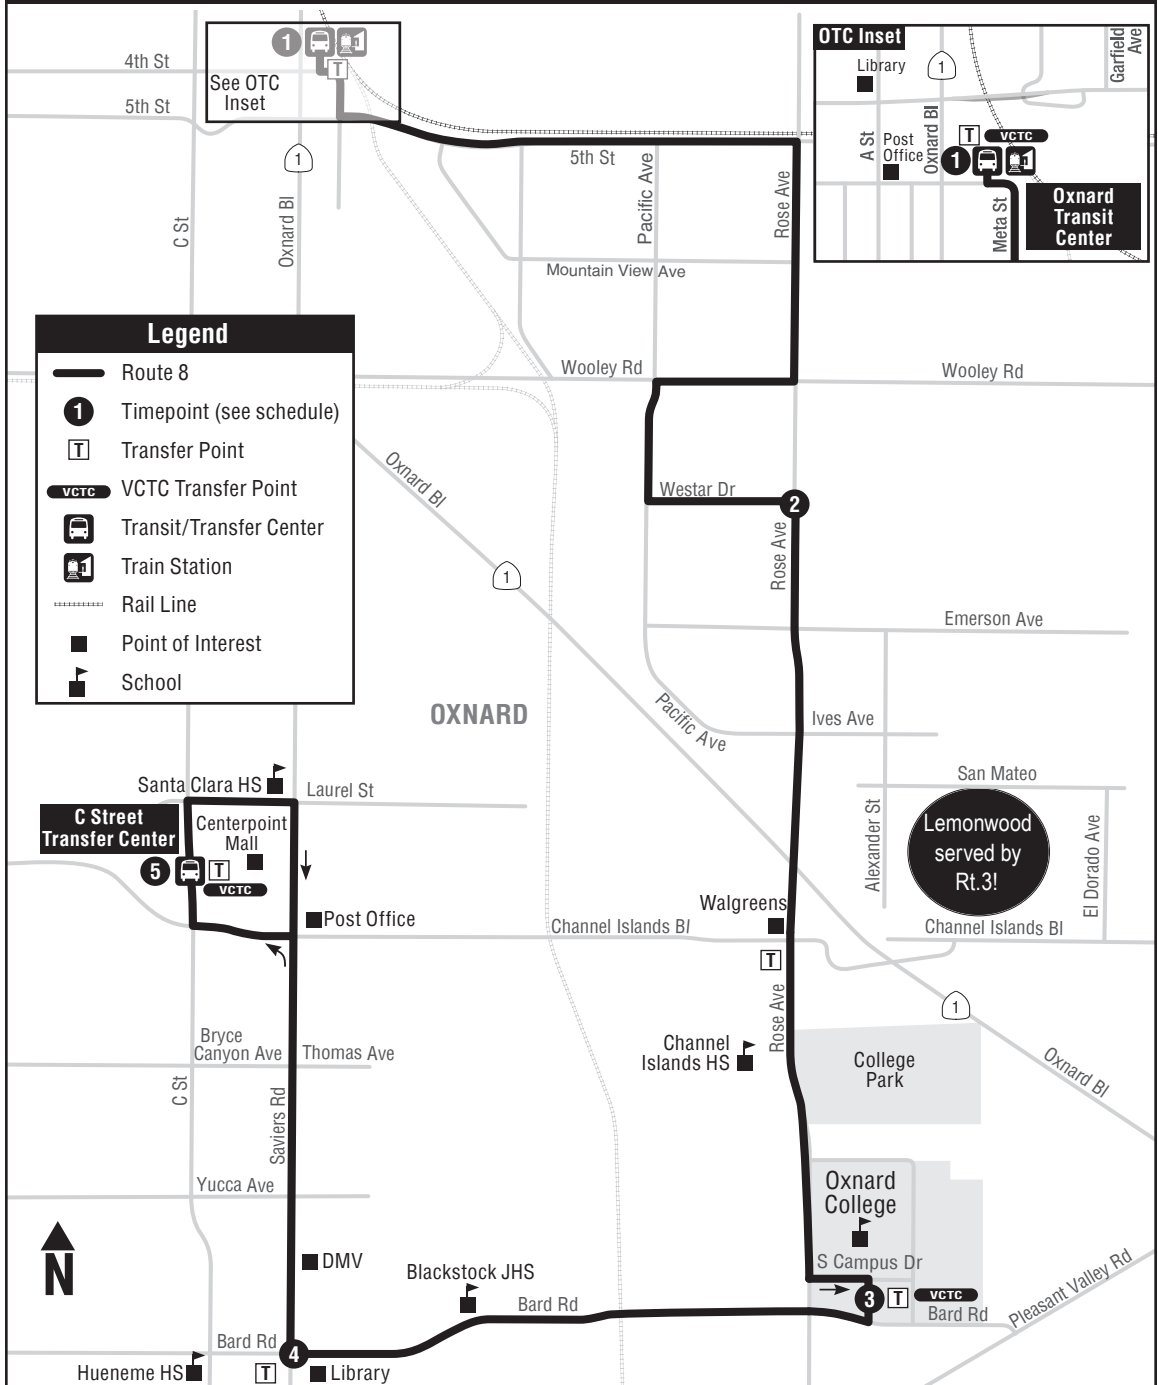 1
T
4th St
See OTC
Inset
5th St
1
5th St
Pacific Ave
Rose Ave
C St
Oxnard Bl
Mountain View Ave
OTC Inset
1
Garfield
Ave
Library
A St
Post
Office
Oxnard Bl
T
VCTC
1
Meta St
Oxnard
Transit
Center
Legend
Route 8
1
Timepoint (see schedule)
T
Transfer Point
VCTC
VCTC Transfer Point
Transit/Transfer Center
Train Station
Rail Line
Point of Interest
School
Wooley Rd
Wooley Rd
Oxnard Bl
Westar Dr
2
Rose Ave
1
Emerson Ave
Pacific Ave
Ives Ave
OXNARD
San Mateo
Santa Clara HS
Laurel St
C Street
Transfer Center
Centerpoint
Mall
5
T
VCTC
Alexander St
Lemonwood
served by
Rt.3!
El Dorado Ave
Walgreens
Post Office
Channel Islands Bl
Channel Islands Bl
T
Rose Ave
1
Bryce
Canyon Ave
Thomas Ave
Channel
Islands HS
College
Park
Oxnard Bl
C St
Saviers Rd
Yucca Ave
Oxnard
College
N
DMV
S Campus Dr
Blackstock JHS
Bard Rd
3
T
VCTC
Bard Rd
Pleasant Valley Rd
Bard Rd
4
Hueneme HS
T
Library